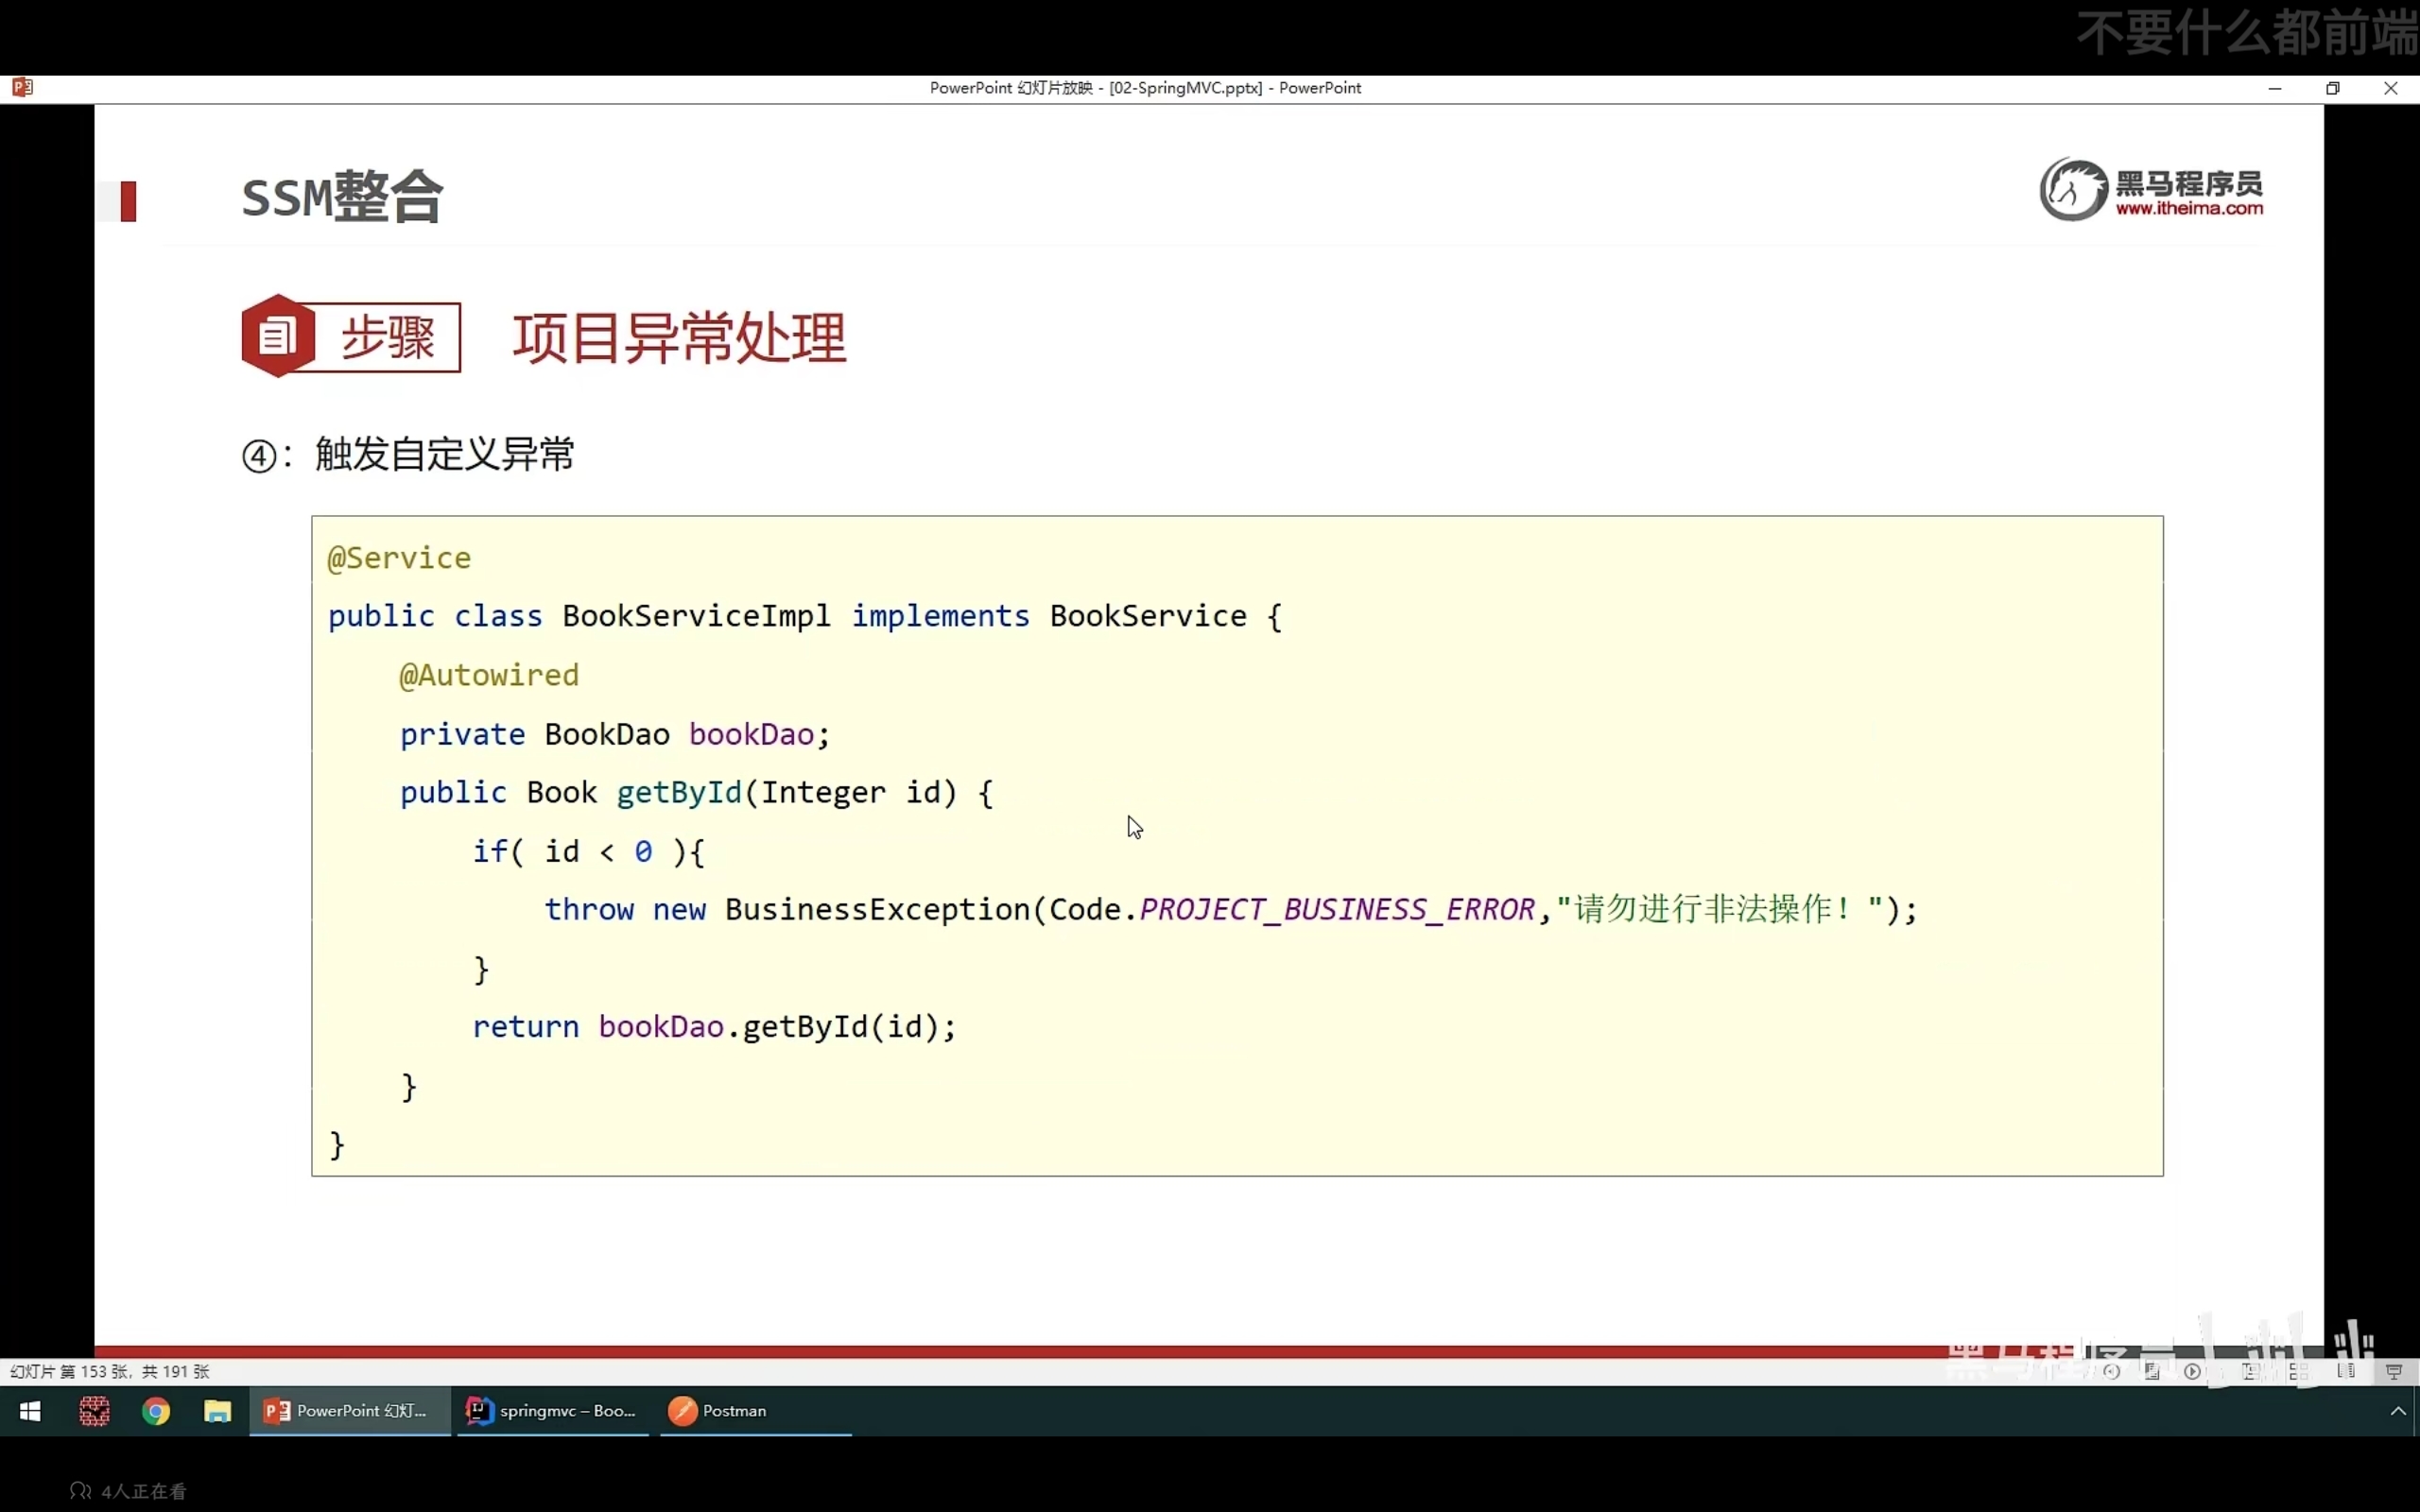 不要什么都前端
PowerPoint 幻灯片放映 - [02-SpringMVC.pptx] - PowerPoint
SSM整合
黑马程序员
www.itheima.com
步骤
项目异常处理
④：触发自定义异常
@Service
public class BookServiceImpl implements BookService {
@Autowired
private BookDao bookDao;
public Book getById(Integer id) {
if( id < 0 ){
throw new BusinessException(Code.PROJECT_BUSINESS_ERROR,"请勿进行非法操作！");
}
return bookDao.getById(id);
}
}
黑马程序员
幻灯片 第 153 张，共 191 张
PowerPoint 幻灯...
springmvc – Boo...
Postman
4人正在看